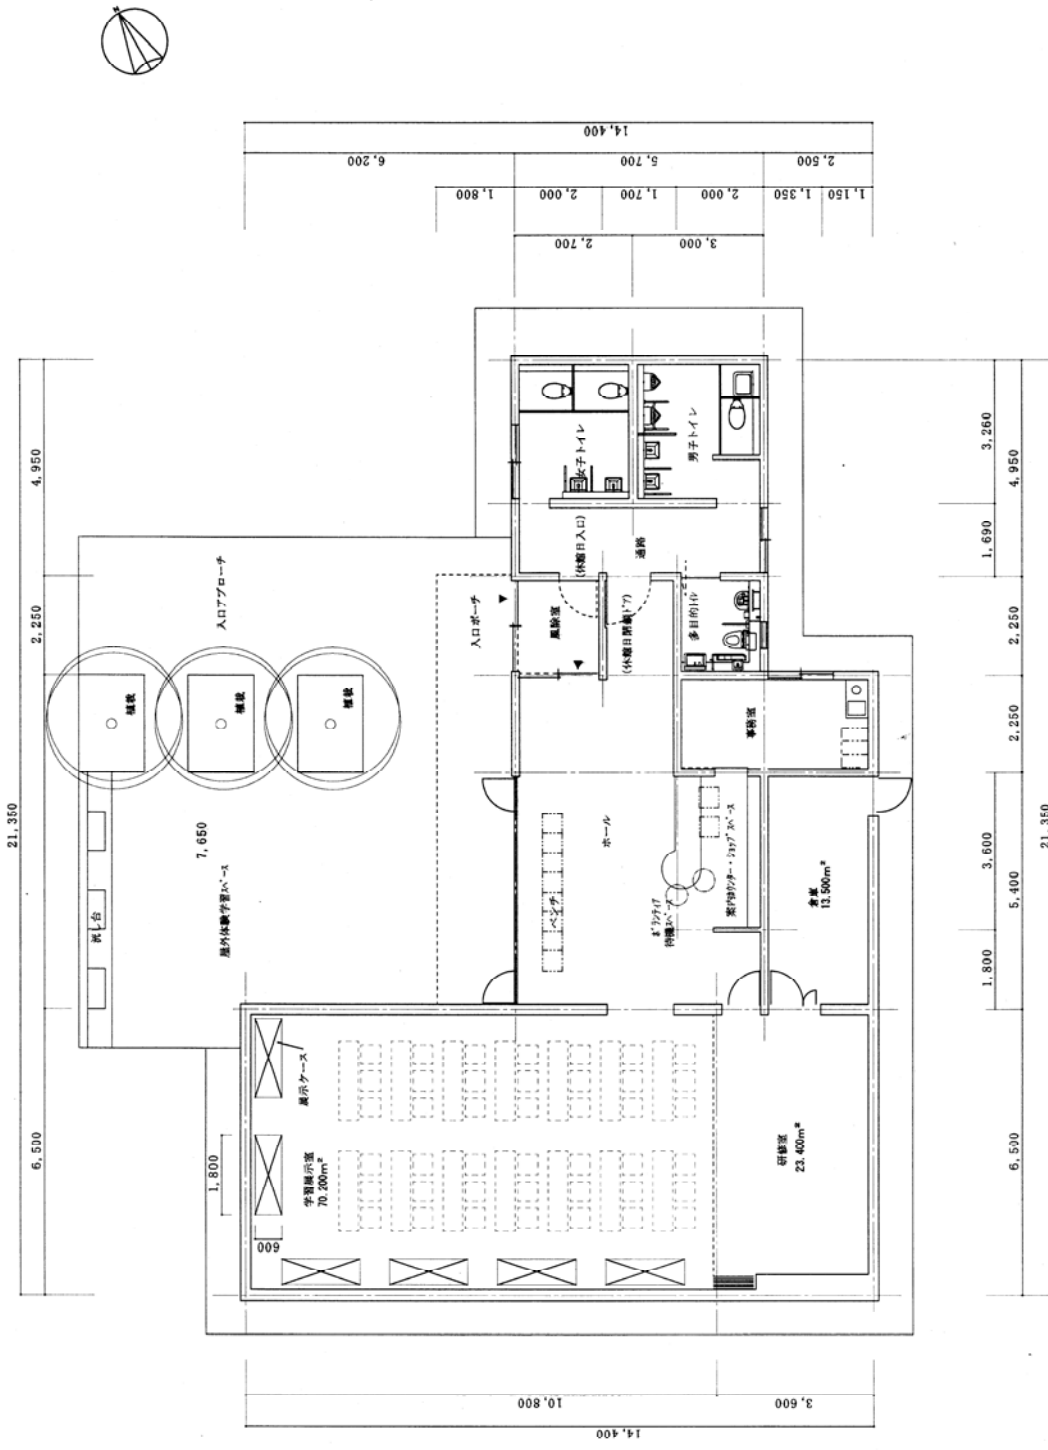 N
14,400
6,200
5,700
2,500
1,800
2,000
1,700
2,000
1,350
1,150
2,700
3,000
21,350
4,950
2,250
7,650
6,500
3,260
1,690
4,950
2,250
2,250
3,600
1,800
5,400
6,500
21,350
女子トイレ
男子トイレ
(休館日入口)
通路
入口アプローチ
入口ポーチ
風除室
(休館日閉鎖ドア)
多目的トイレ
植栽
植栽
植栽
事務室
流し台
屋外体験学習スペース
ホール
ベンチ
ボランティア
待機スペース
案内カウンター・ショップスペース
倉庫
13.500m²
展示ケース
学習展示室
70.200m²
1,800
600
研修室
23.400m²
10,800
3,600
14,400